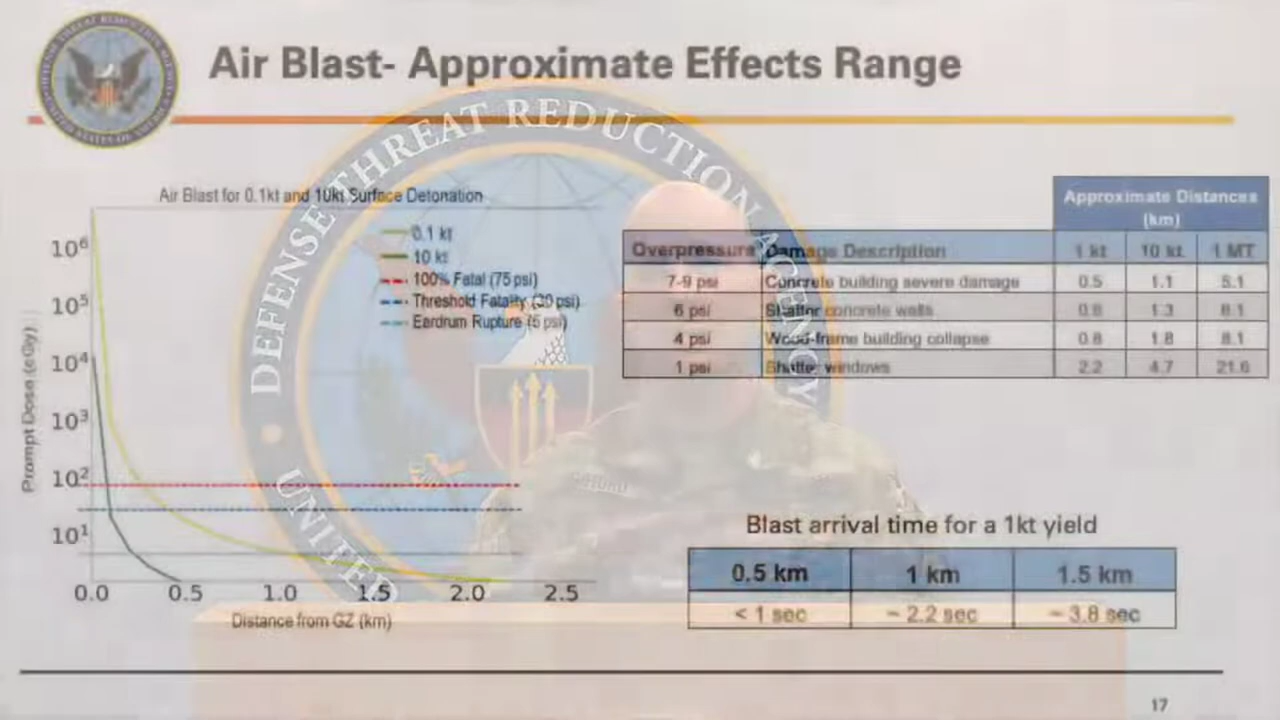 Air Blast- Approximate Effects Range
DEFENSE THREAT REDUCTION AGENCY
UNITED
Air Blast for 0.1kt and 10kt Surface Detonation
0.1 kt
10 kt
100% Fatal (75 psi)
Threshold Fatality (30 psi)
Eardrum Rupture (5 psi)
Prompt Dose (cGy)
10⁶
10⁵
10⁴
10³
10²
10¹
0.0 0.5 1.0 1.5 2.0 2.5
Distance from GZ (km)
Approximate Distances
(km)
Overpressure Damage Description 1 kt 10 kt 1 MT
7-9 psi Concrete building severe damage 0.5 1.1 5.1
6 psi Shatter concrete walls 1.3
4 psi Wood-frame building collapse 0.8 1.8 8.1
1 psi Shatter windows 2.2 4.7 21.6
Blast arrival time for a 1kt yield
0.5 km 1 km 1.5 km
< 1 sec ~ 2.2 sec ~ 3.8 sec
17